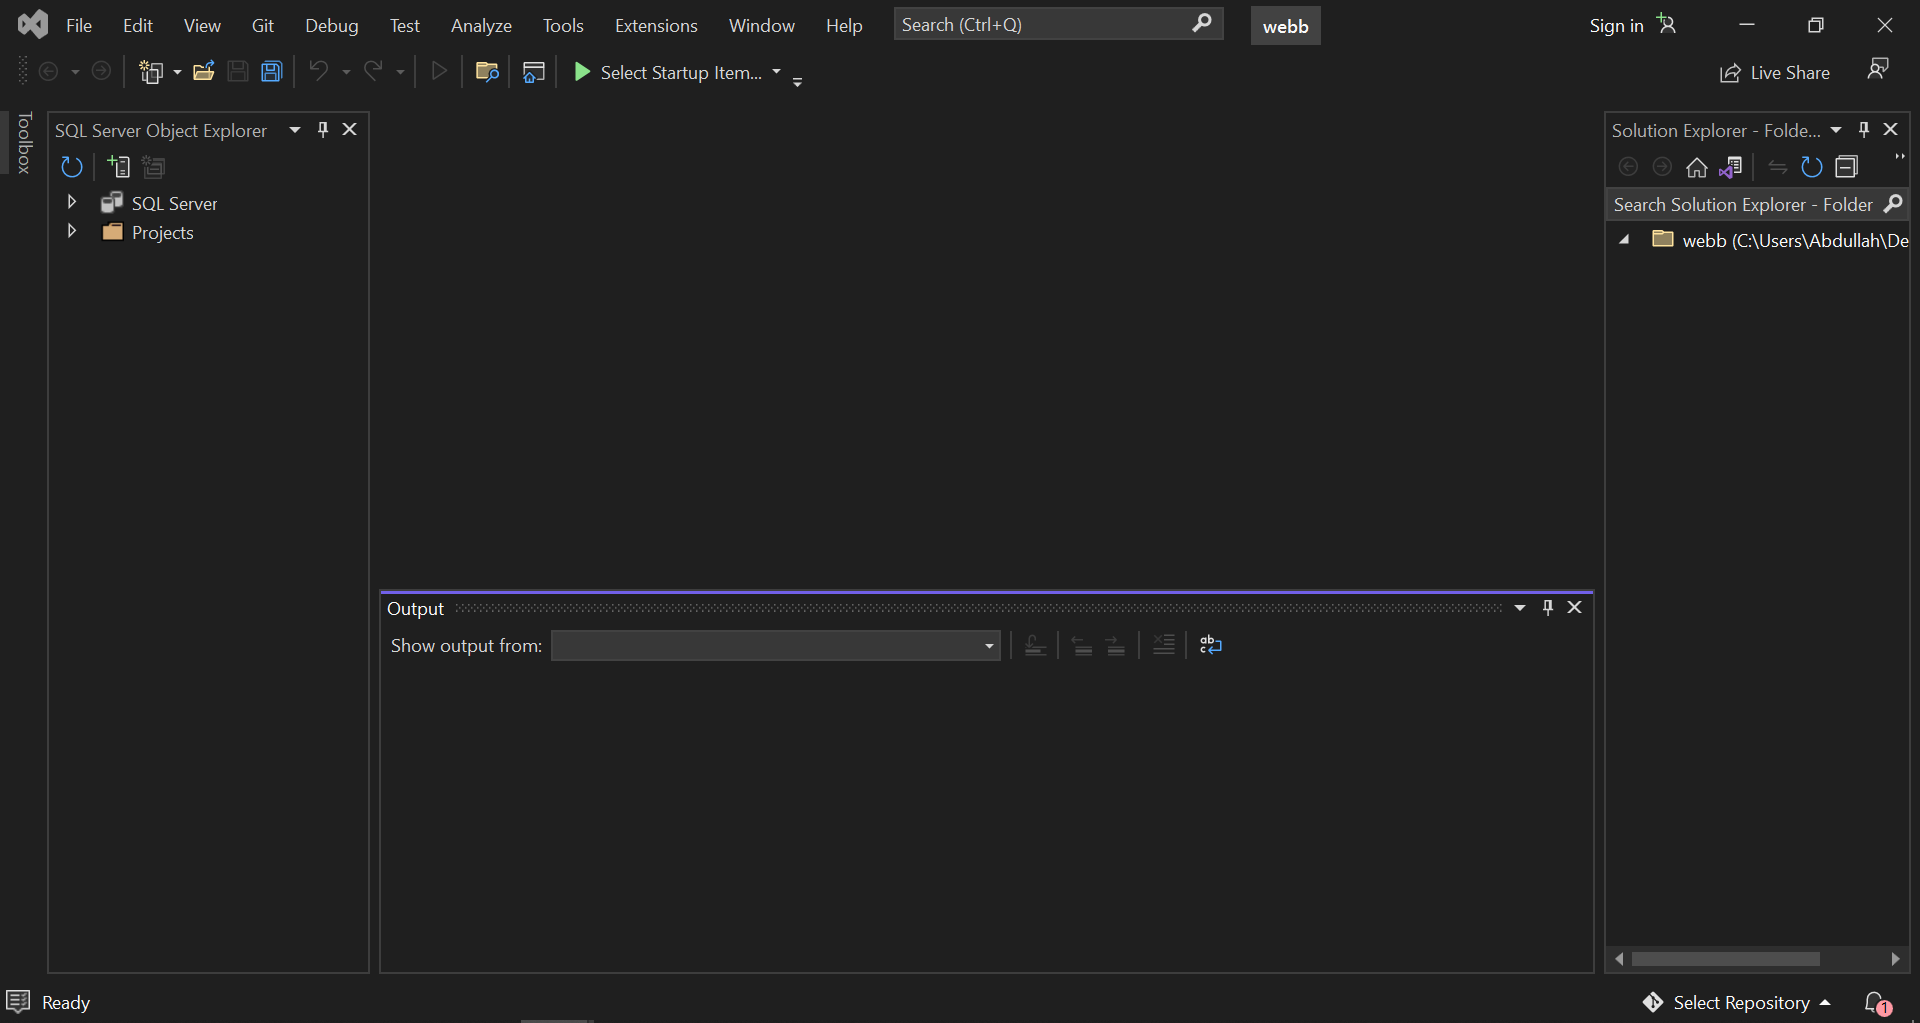 File Edit View Git Debug Test Analyze Tools Extensions Window Help Search (Ctrl+Q) webb Sign in
Select Startup Item... Live Share
Toolbox
SQL Server Object Explorer
SQL Server
Projects
Output
Show output from:
ab
c
Solution Explorer - Folde...
Search Solution Explorer - Folder
webb (C:\Users\Abdullah\De
Ready
Select Repository 1